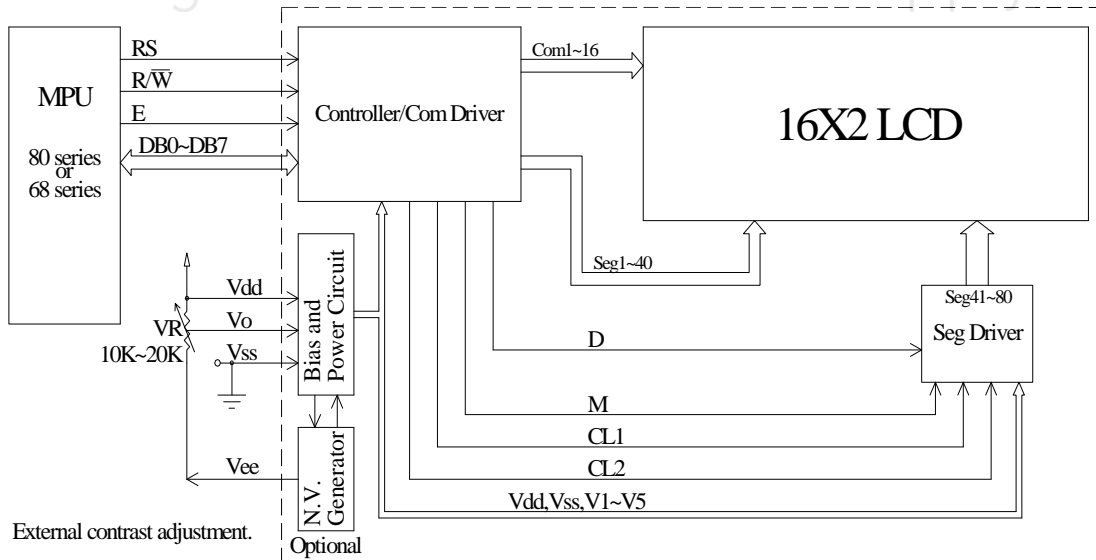 MPU
80 series
or
68 series
RS
R/W̅
E
DB0~DB7
Controller/Com Driver
Com1~16
16X2 LCD
Seg1~40
Seg41~80
Seg Driver
Vdd
Vo
Vss
VR
10K~20K
Bias and
Power Circuit
D
M
CL1
CL2
Vdd,Vss,V1~V5
Vee
N.V.
Generator
Optional
External contrast adjustment.